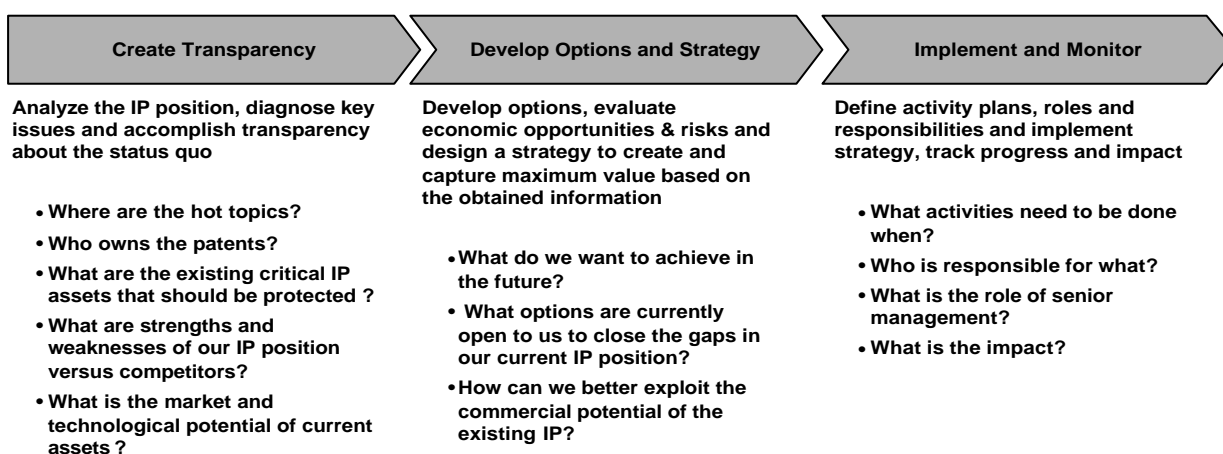 Create Transparency
Develop Options and Strategy
Implement and Monitor
Analyze the IP position, diagnose key
issues and accomplish transparency
about the status quo
• Where are the hot topics?
• Who owns the patents?
• What are the existing critical IP
assets that should be protected ?
• What are strengths and
weaknesses of our IP position
versus competitors?
• What is the market and
technological potential of current
assets ?
Develop options, evaluate
economic opportunities & risks and
design a strategy to create and
capture maximum value based on
the obtained information
• What do we want to achieve in
the future?
• What options are currently
open to us to close the gaps in
our current IP position?
• How can we better exploit the
commercial potential of the
existing IP?
Define activity plans, roles and
responsibilities and implement
strategy, track progress and impact
• What activities need to be done
when?
• Who is responsible for what?
• What is the role of senior
management?
• What is the impact?